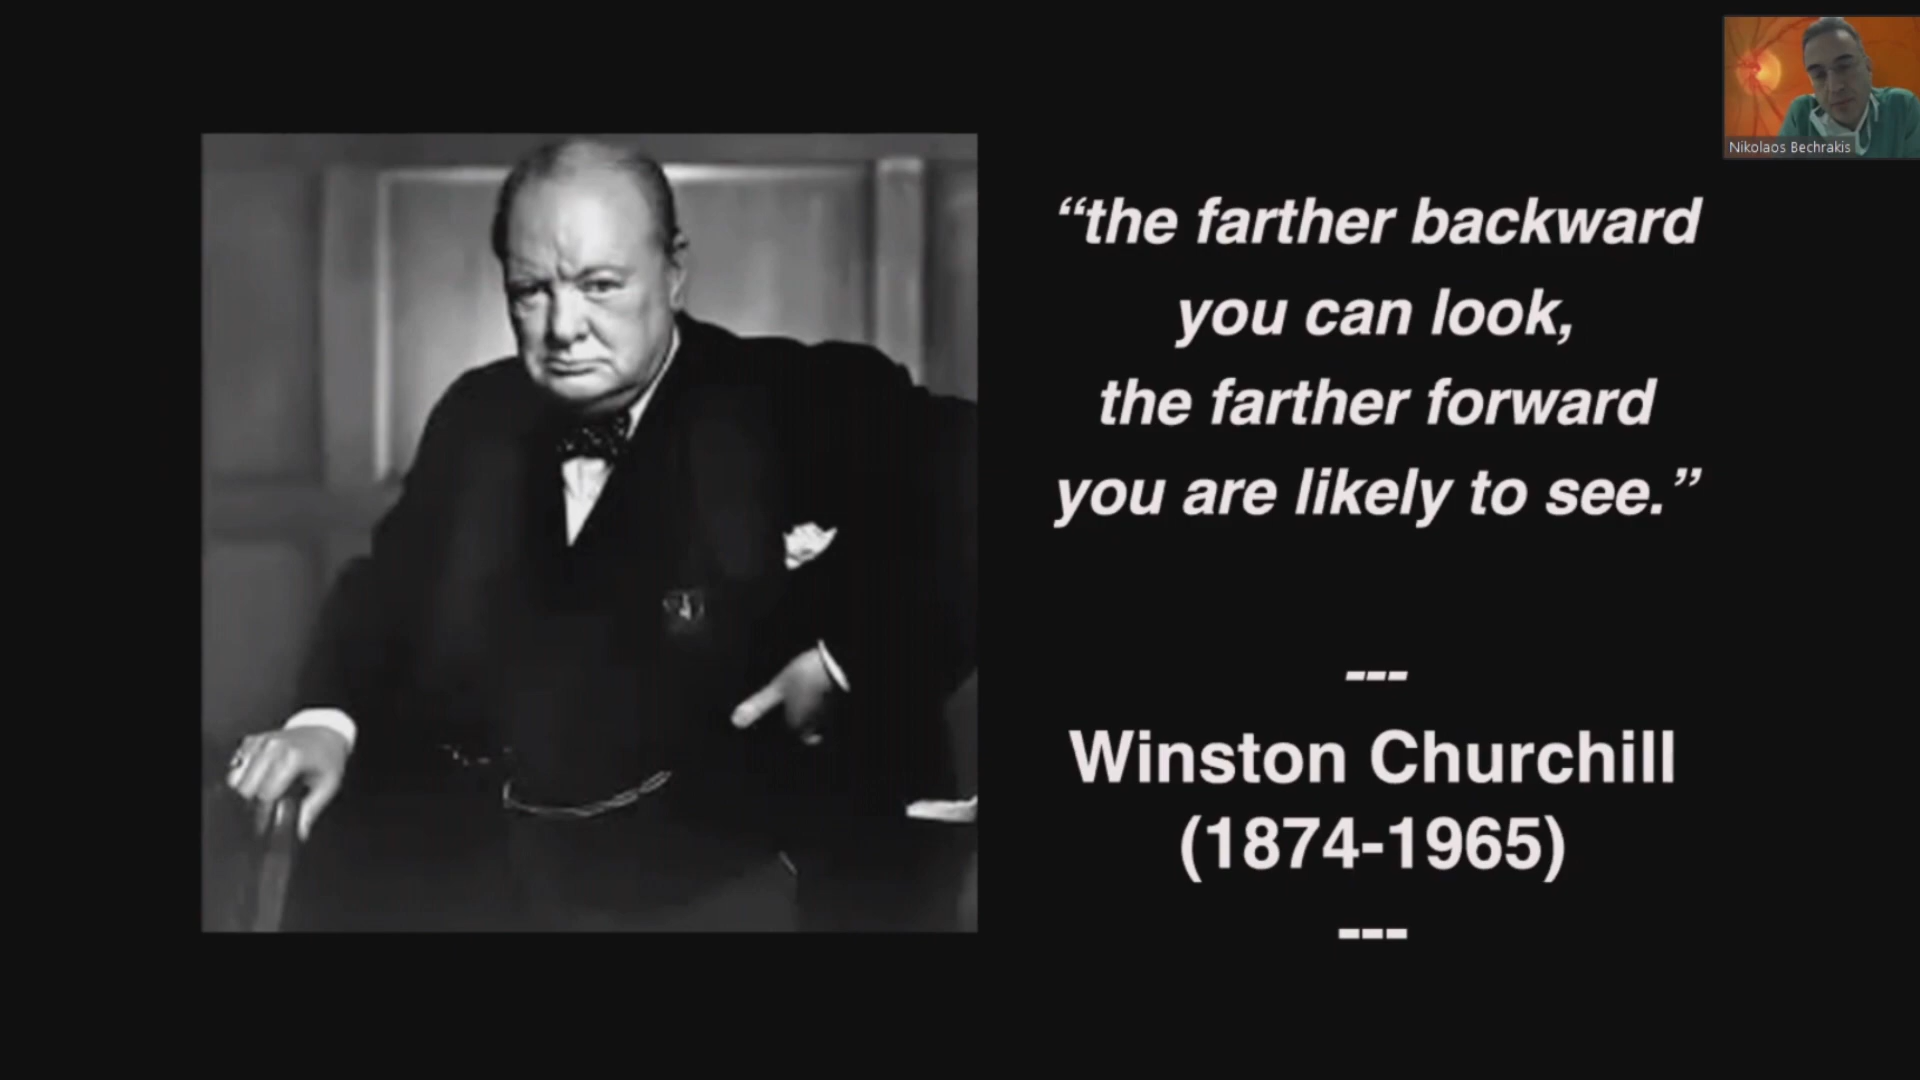 Nikolaos Bechrakis
“the farther backward
you can look,
the farther forward
you are likely to see.”
---
Winston Churchill
(1874-1965)
---